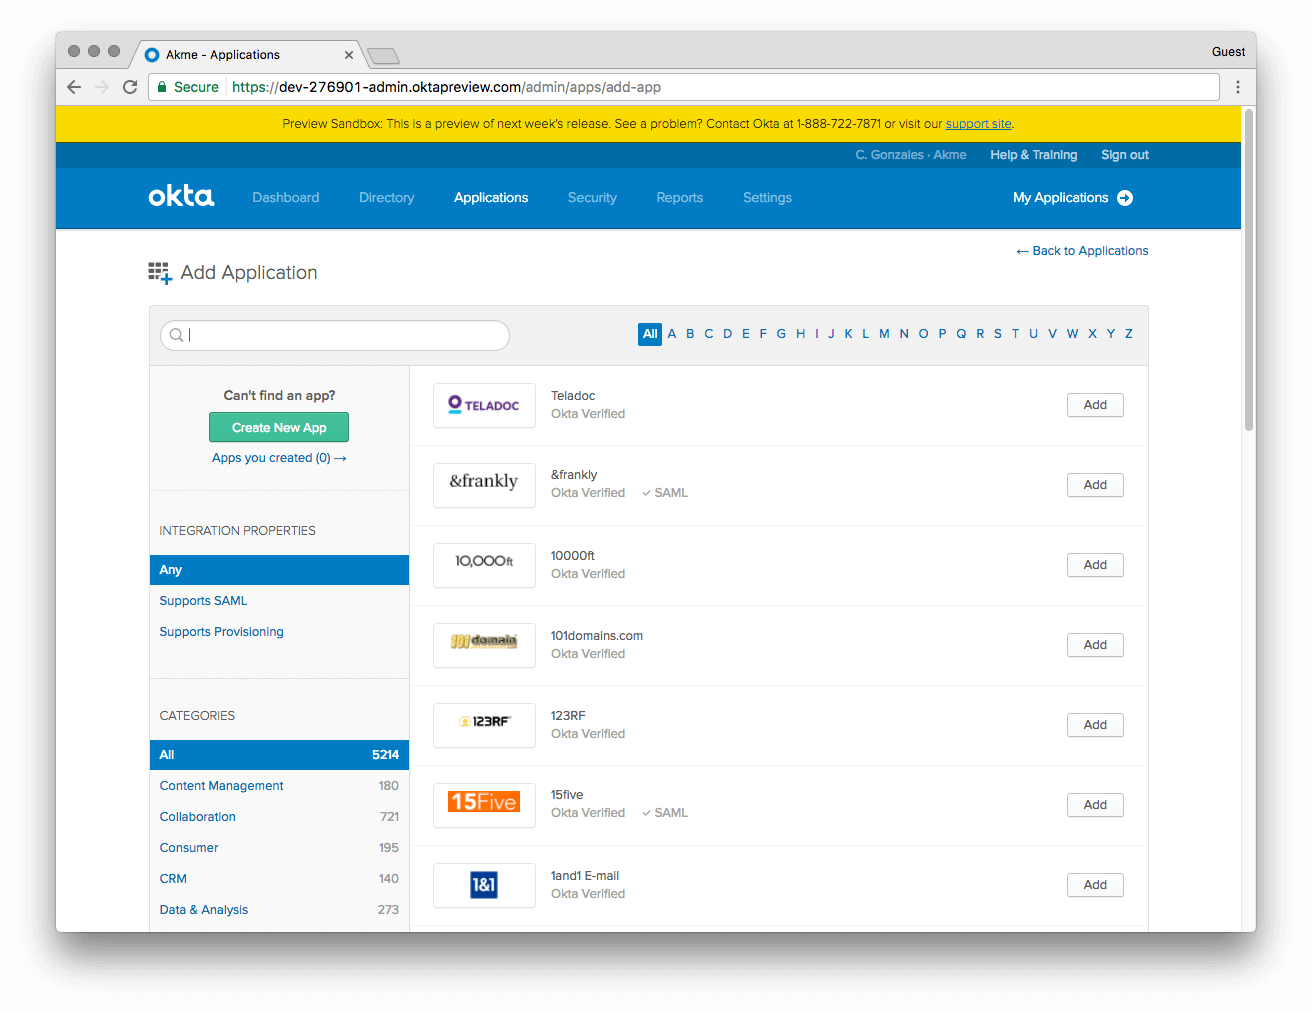 Akme - Applications
Guest
Secure https://dev-276901-admin.oktapreview.com/admin/apps/add-app
Preview Sandbox: This is a preview of next week's release. See a problem? Contact Okta at 1-888-722-7871 or visit our support site.
C. Gonzales · Akme Help & Training Sign out
okta Dashboard Directory Applications Security Reports Settings My Applications
← Back to Applications
Add Application
All A B C D E F G H I J K L M N O P Q R S T U V W X Y Z
Can't find an app?
Create New App
Apps you created (0) →
INTEGRATION PROPERTIES
Any
Supports SAML
Supports Provisioning
CATEGORIES
All 5214
Content Management 180
Collaboration 721
Consumer 195
CRM 140
Data & Analysis 273
TELADOC
Teladoc
Okta Verified
Add
&frankly
&frankly
Okta Verified ✓ SAML
Add
10,000ft
10000ft
Okta Verified
Add
101domain
101domains.com
Okta Verified
Add
123RF
123RF
Okta Verified
Add
15Five
15five
Okta Verified ✓ SAML
Add
1&1
1and1 E-mail
Okta Verified
Add